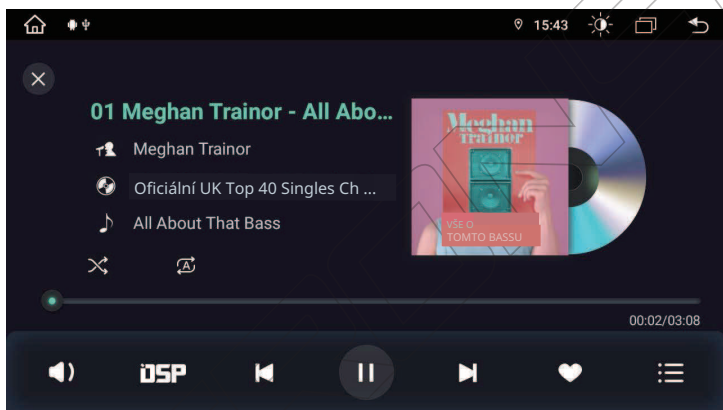 15:43
01 Meghan Trainor - All Abo...
Meghan Trainor
Oficiální UK Top 40 Singles Ch ...
All About That Bass
Meghan
Trainor
VŠE O
TOMTO BASSU
00:02/03:08
DSP